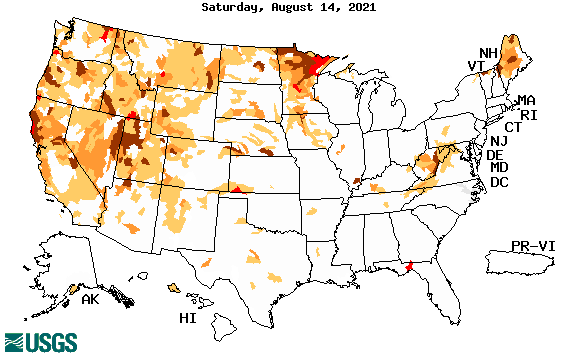 Saturday, August 14, 2021
NH
VT
MA
RI
CT
NJ
DE
MD
DC
PR-VI
AK
HI
USGS